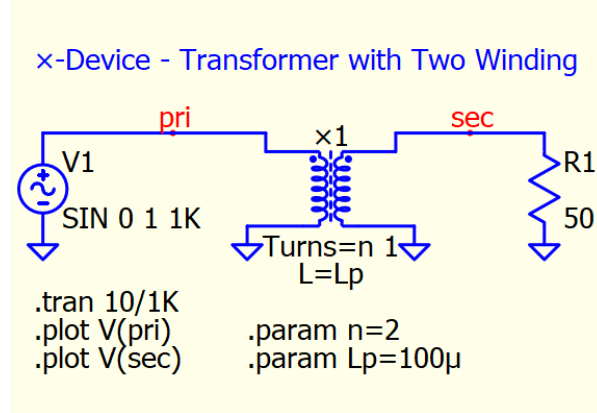 ×-Device - Transformer with Two Winding
pri
sec
×1
V1
R1
SIN 0 1 1K
50
Turns=n 1
L=Lp
.tran 10/1K
.plot V(pri)
.plot V(sec)
.param n=2
.param Lp=100µ